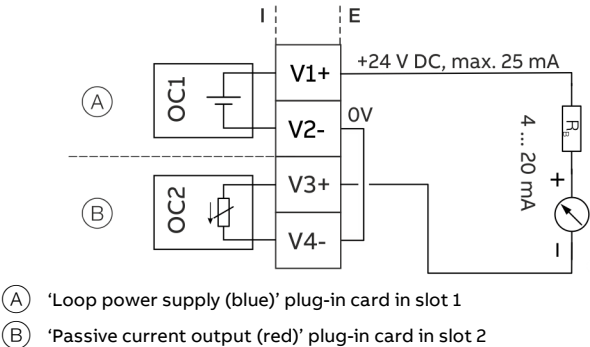 I E
V1+
+24 V DC, max. 25 mA
OC1
A
V2-
0V
R_B
4 ... 20 mA
+
V3+
OC2
B
V4-
–
A 'Loop power supply (blue)' plug-in card in slot 1
B 'Passive current output (red)' plug-in card in slot 2